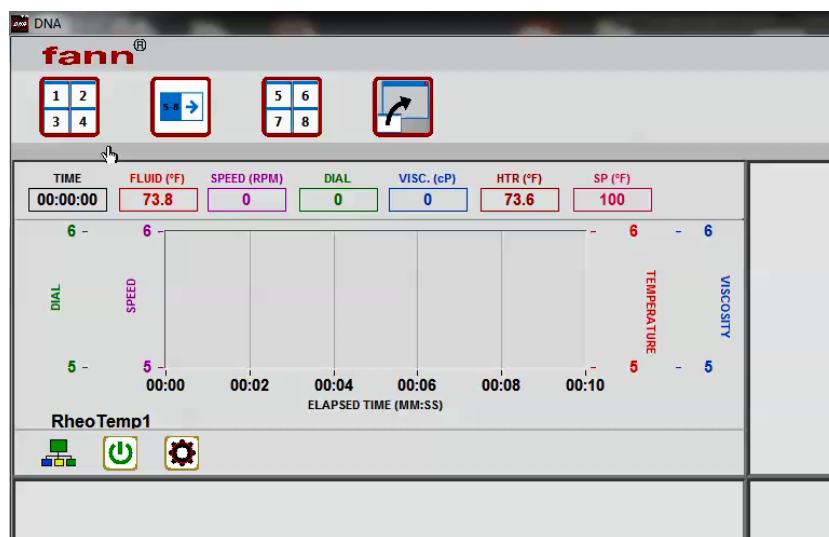 DNA
fann®
1 2 5-8 5 6
3 4 7 8
TIME FLUID (°F) SPEED (RPM) DIAL VISC. (cP) HTR (°F) SP (°F)
00:00:00 73.8 0 0 0 73.6 100
6 6 6 6
DIAL SPEED TEMPERATURE VISCOSITY
5 5 5 5
00:00 00:02 00:04 00:06 00:08 00:10
ELAPSED TIME (MM:SS)
RheoTemp1